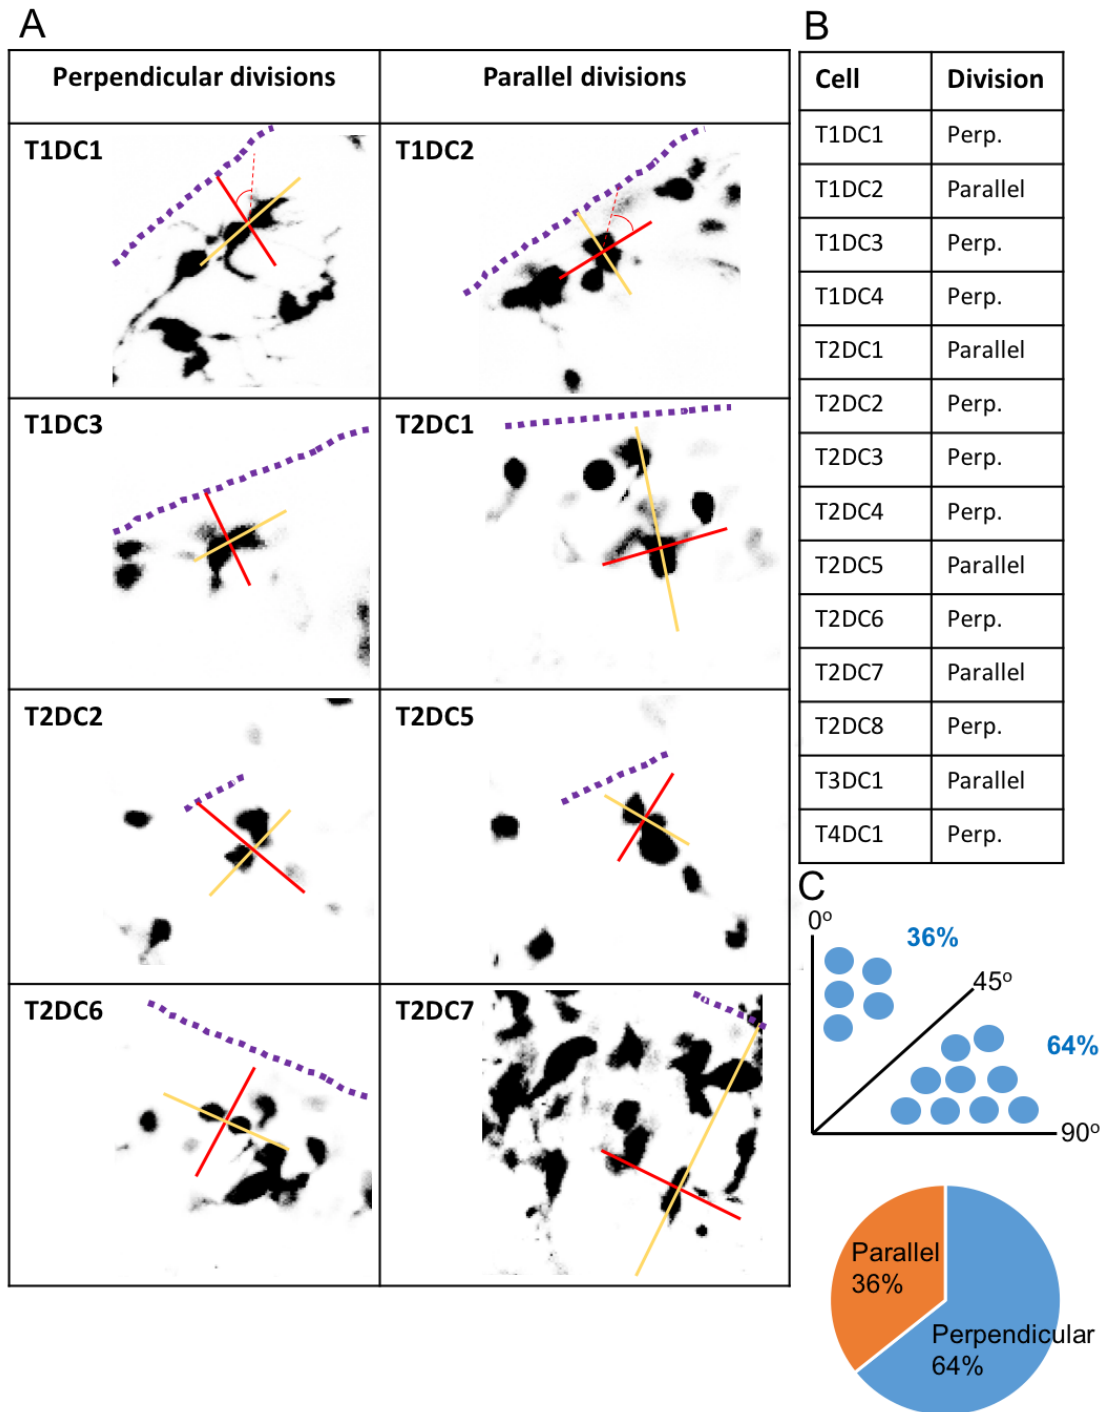 A
Perpendicular divisions Parallel divisions
T1DC1 T1DC2
T1DC3 T2DC1
T2DC2 T2DC5
T2DC6 T2DC7
B
Cell Division
T1DC1 Perp.
T1DC2 Parallel
T1DC3 Perp.
T1DC4 Perp.
T2DC1 Parallel
T2DC2 Perp.
T2DC3 Perp.
T2DC4 Perp.
T2DC5 Parallel
T2DC6 Perp.
T2DC7 Parallel
T2DC8 Perp.
T3DC1 Parallel
T4DC1 Perp.
C
0º
36%
45º
64%
90º
Parallel
36%
Perpendicular
64%